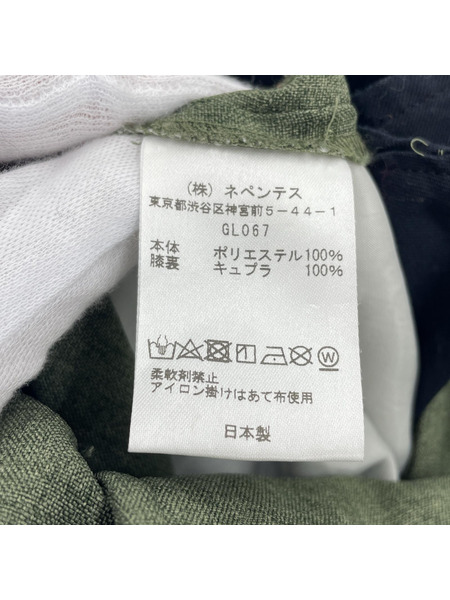 (株) ネペンテス
東京都渋谷区神宮前5-44-1
GL067
本体 ポリエステル100%
膝裏 キュプラ 100%
W
柔軟剤禁止
アイロン掛けはあて布使用
日本製